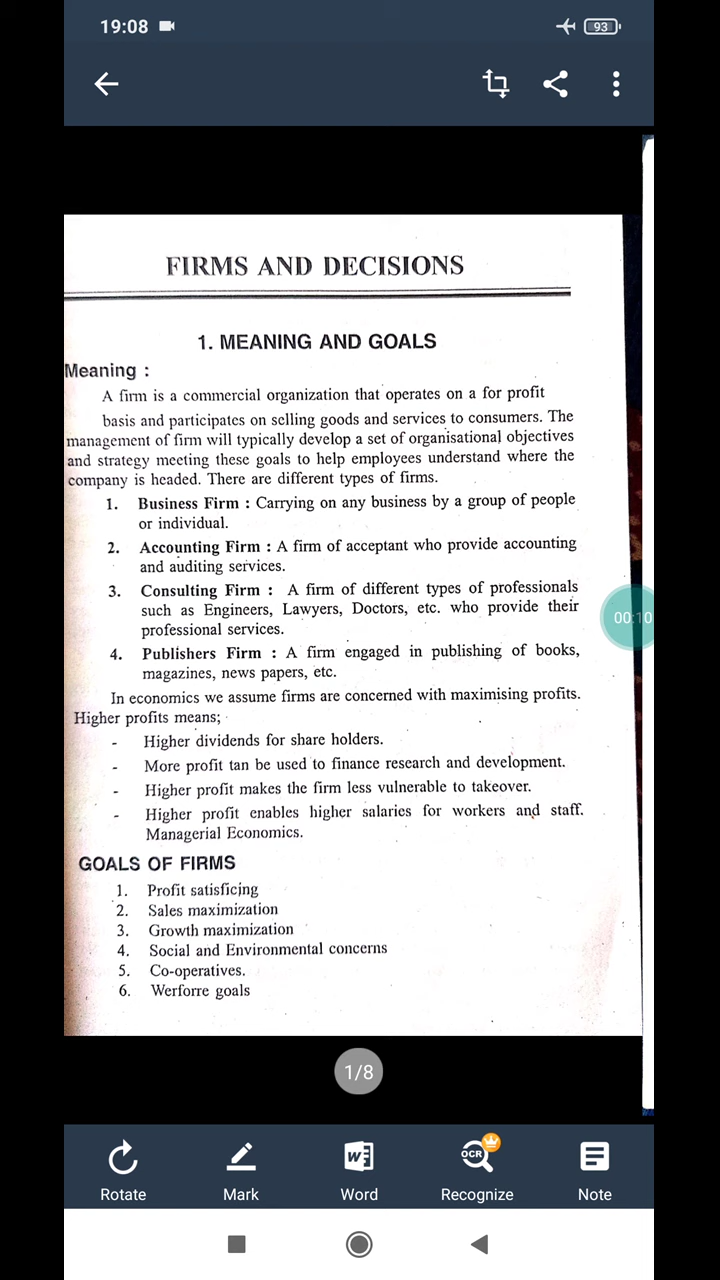 19:08
93
FIRMS AND DECISIONS
1. MEANING AND GOALS
Meaning :
A firm is a commercial organization that operates on a for profit
basis and participates on selling goods and services to consumers. The
management of firm will typically develop a set of organisational objectives
and strategy meeting these goals to help employees understand where the
company is headed. There are different types of firms.
1. Business Firm : Carrying on any business by a group of people
or individual.
2. Accounting Firm : A firm of acceptant who provide accounting
and auditing services.
3. Consulting Firm : A firm of different types of professionals
such as Engineers, Lawyers, Doctors, etc. who provide their
professional services.
00:10
4. Publishers Firm : A firm engaged in publishing of books,
magazines, news papers, etc.
In economics we assume firms are concerned with maximising profits.
Higher profits means;
- Higher dividends for share holders.
- More profit tan be used to finance research and development.
- Higher profit makes the firm less vulnerable to takeover.
- Higher profit enables higher salaries for workers and staff.
Managerial Economics.
GOALS OF FIRMS
1. Profit satisficing
2. Sales maximization
3. Growth maximization
4. Social and Environmental concerns
5. Co-operatives.
6. Werforre goals
1/8
W
OCR
Rotate Mark Word Recognize Note